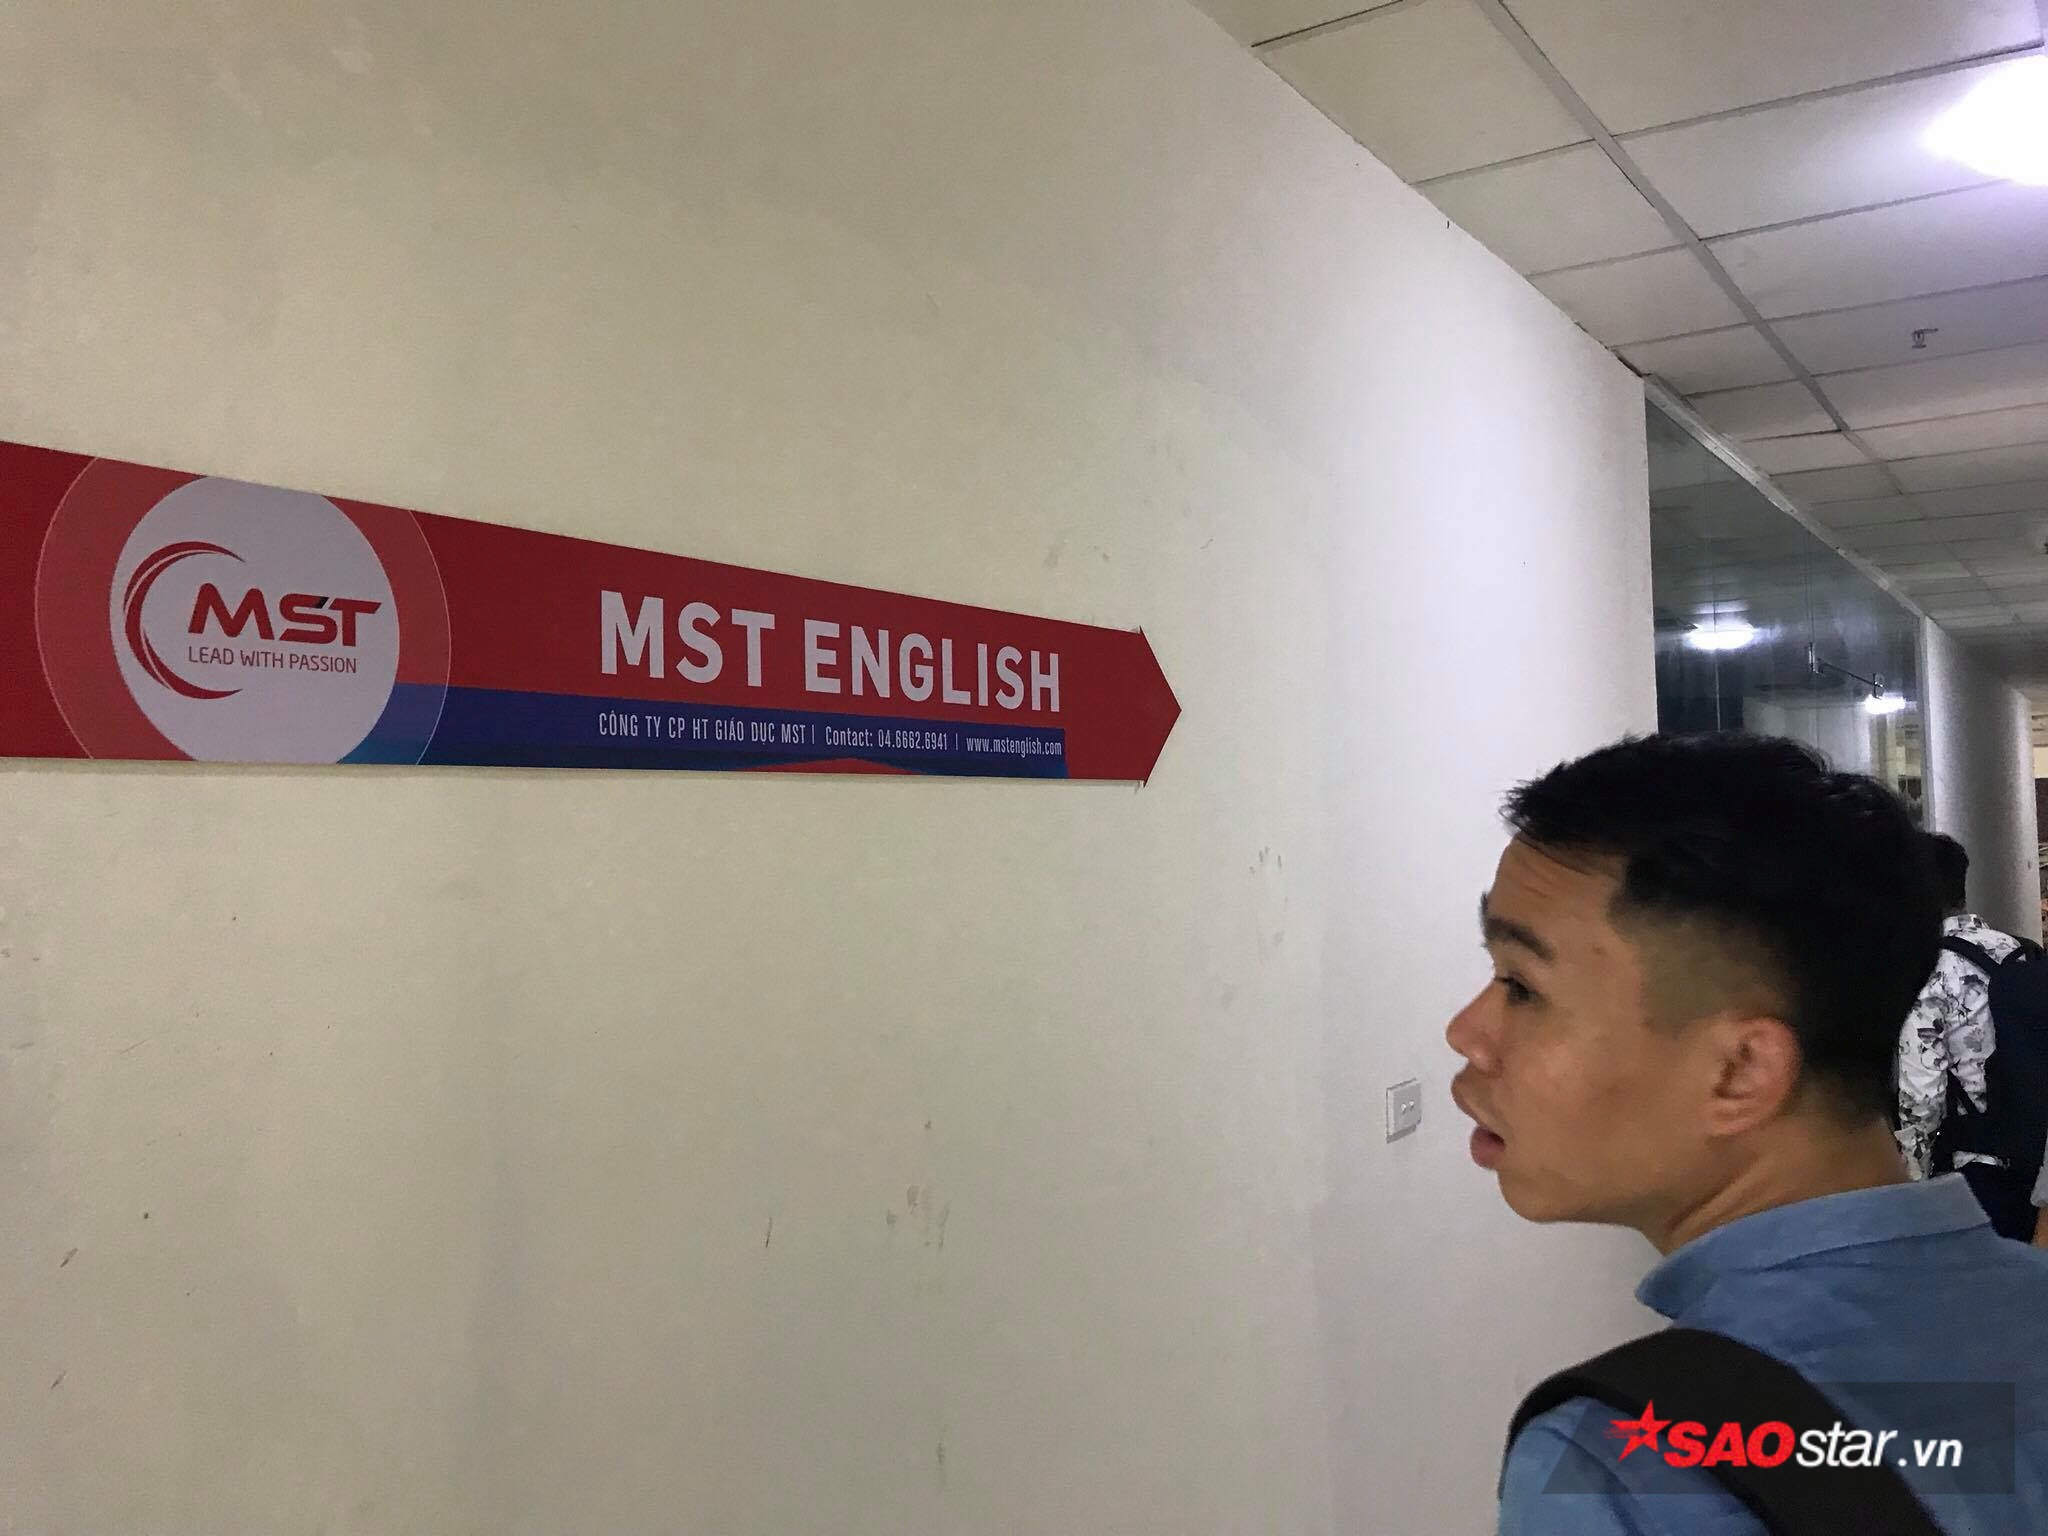 MST
LEAD WITH PASSION
MST ENGLISH
CÔNG TY CP HT GIÁO DỤC MST | Contact: 04.6662.6941 | www.mstenglish.com
SAOstar.vn